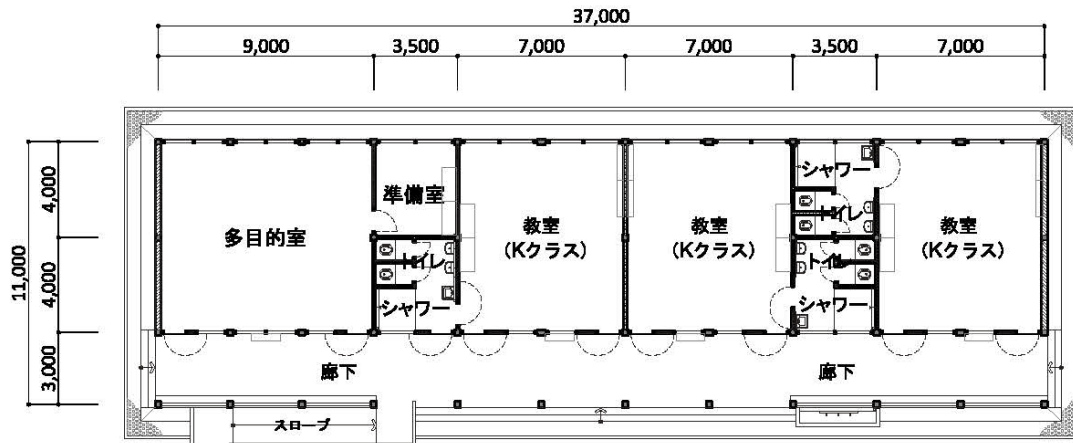 37,000
9,000 3,500 7,000 7,000 3,500 7,000
11,000
4,000
4,000
3,000
多目的室
準備室
トイレ
シャワー
教室
(Kクラス)
教室
(Kクラス)
シャワー
トイレ
トイレ
シャワー
教室
(Kクラス)
廊下
廊下
スロープ